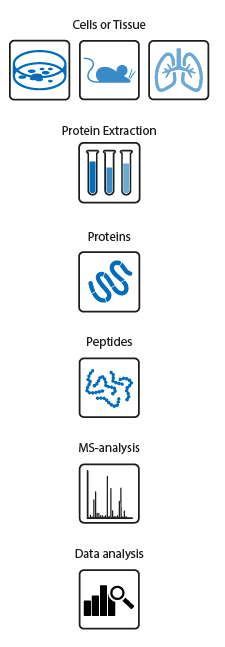 Cells or Tissue
Protein Extraction
Proteins
Peptides
MS-analysis
Data analysis